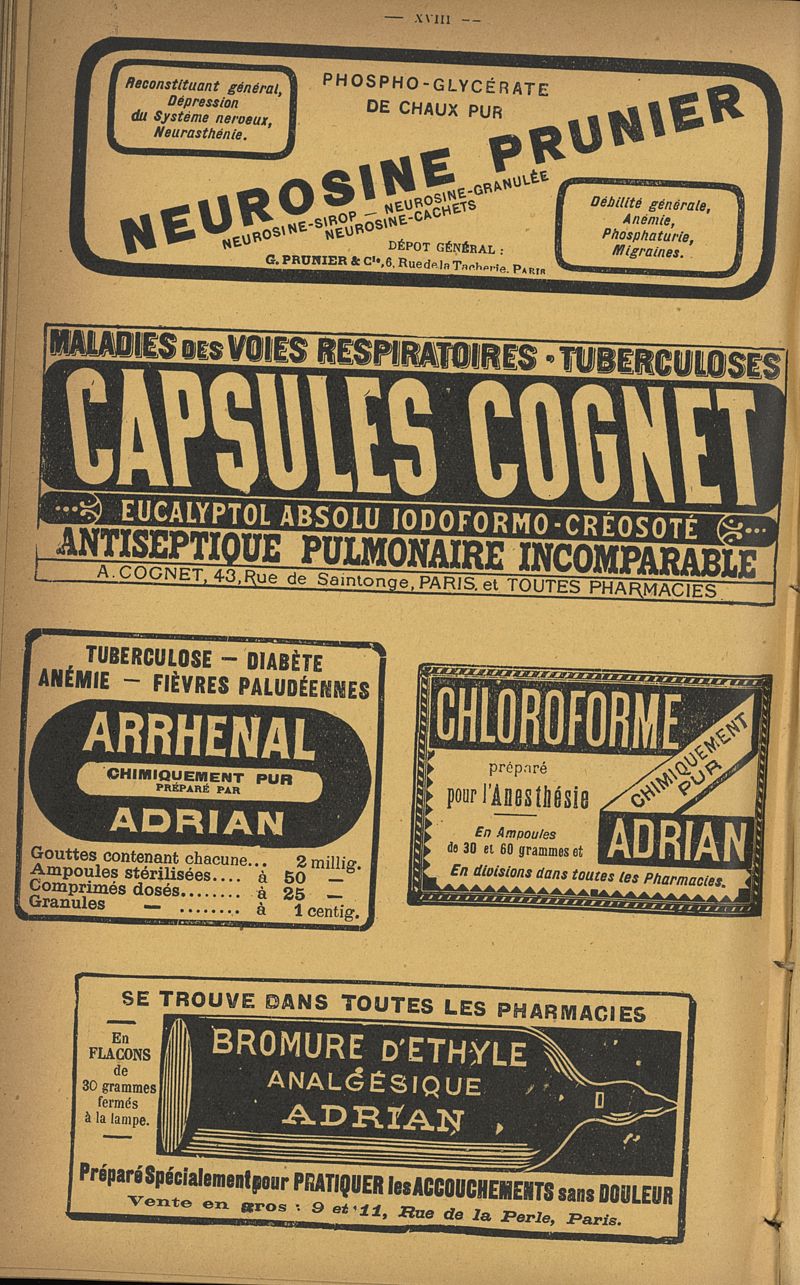 — XVIII --
Reconstituant général,
Dépression
du Système nerveux,
Neurasthénie.
PHOSPHO-GLYCÉRATE
DE CHAUX PUR
NEUROSINE PRUNIER
NEUROSINE-SIROP — NEUROSINE-GRANULÉE
NEUROSINE-CACHETS
DÉPOT GÉNÉRAL :
G. PRUNIER & Cie, 6, Rue de la Tacherie. PARIS
Débilité générale,
Anémie,
Phosphaturie,
Migraines.
MALADIES DES VOIES RESPIRATOIRES - TUBERCULOSES
CAPSULES COGNET
EUCALYPTOL ABSOLU IODOFORMO-CRÉOSOTÉ
ANTISEPTIQUE PULMONAIRE INCOMPARABLE
A. COGNET, 43, Rue de Saintonge, PARIS. et TOUTES PHARMACIES
TUBERCULOSE — DIABÈTE
ANÉMIE — FIÈVRES PALUDÉENNES
ARRHENAL
CHIMIQUEMENT PUR
PRÉPARÉ PAR
ADRIAN
Gouttes contenant chacune... 2 millig.
Ampoules stérilisées.... à 50 —
Comprimés dosés........ à 25 —
Granules — ........ à 1 centig.
CHLOROFORME
préparé
pour l'Anesthésie
CHIMIQUEMENT
PUR
En Ampoules
de 30 et 60 grammes et
ADRIAN
En divisions dans toutes les Pharmacies.
SE TROUVE DANS TOUTES LES PHARMACIES
En
FLACONS
de
30 grammes
fermés
à la lampe.
BROMURE D'ETHYLE
ANALGÉSIQUE
ADRIAN
Préparé Spécialement pour PRATIQUER les ACCOUCHEMENTS sans DOULEUR
Vente en gros : 9 et 11, Rue de la Perle, Paris.